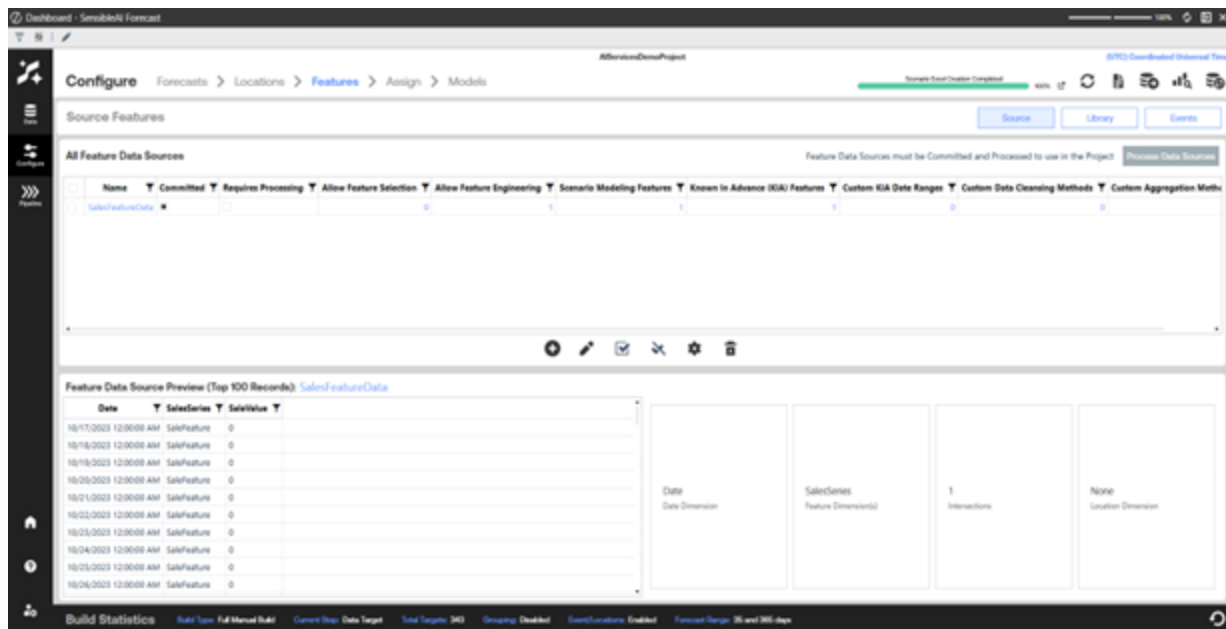 Dashboard - SensibleAI Forecast
100%
AIServicesDemoProject
(UTC) Coordinated Universal Time
Configure Forecasts > Locations > Features > Assign > Models
Scenario Excel Creation Completed 100%
Data
Configure
Pipeline
Source Features
Source Library Events
All Feature Data Sources
Feature Data Sources must be Committed and Processed to use in the Project
Process Data Sources
Name Committed Requires Processing Allow Feature Selection Allow Feature Engineering Scenario Modeling Features Known In Advance (KIA) Features Custom KIA Date Ranges Custom Data Cleansing Methods Custom Aggregation Metho
SalesFeatureData 0 1 1 1 0 0
Feature Data Source Preview (Top 100 Records): SalesFeatureData
Date SalesSeries SaleValue
10/17/2023 12:00:00 AM SaleFeature 0
10/18/2023 12:00:00 AM SaleFeature 0
10/19/2023 12:00:00 AM SaleFeature 0
10/20/2023 12:00:00 AM SaleFeature 0
10/21/2023 12:00:00 AM SaleFeature 0
10/22/2023 12:00:00 AM SaleFeature 0
10/23/2023 12:00:00 AM SaleFeature 0
10/24/2023 12:00:00 AM SaleFeature 0
10/25/2023 12:00:00 AM SaleFeature 0
10/26/2023 12:00:00 AM SaleFeature 0
Date
Date Dimension
SalesSeries
Feature Dimension(s)
1
Intersections
None
Location Dimension
Build Statistics Build Type: Full Manual Build Current Step: Data Target Total Targets: 343 Grouping: Disabled Event/Locations: Enabled Forecast Range: 35 and 365 days